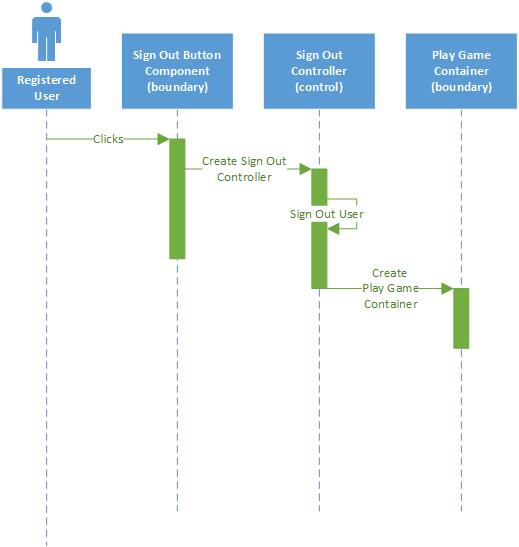 Registered
User
Sign Out Button
Component
(boundary)
Sign Out
Controller
(control)
Play Game
Container
(boundary)
Clicks
Create Sign Out
Controller
Sign Out User
Create
Play Game
Container